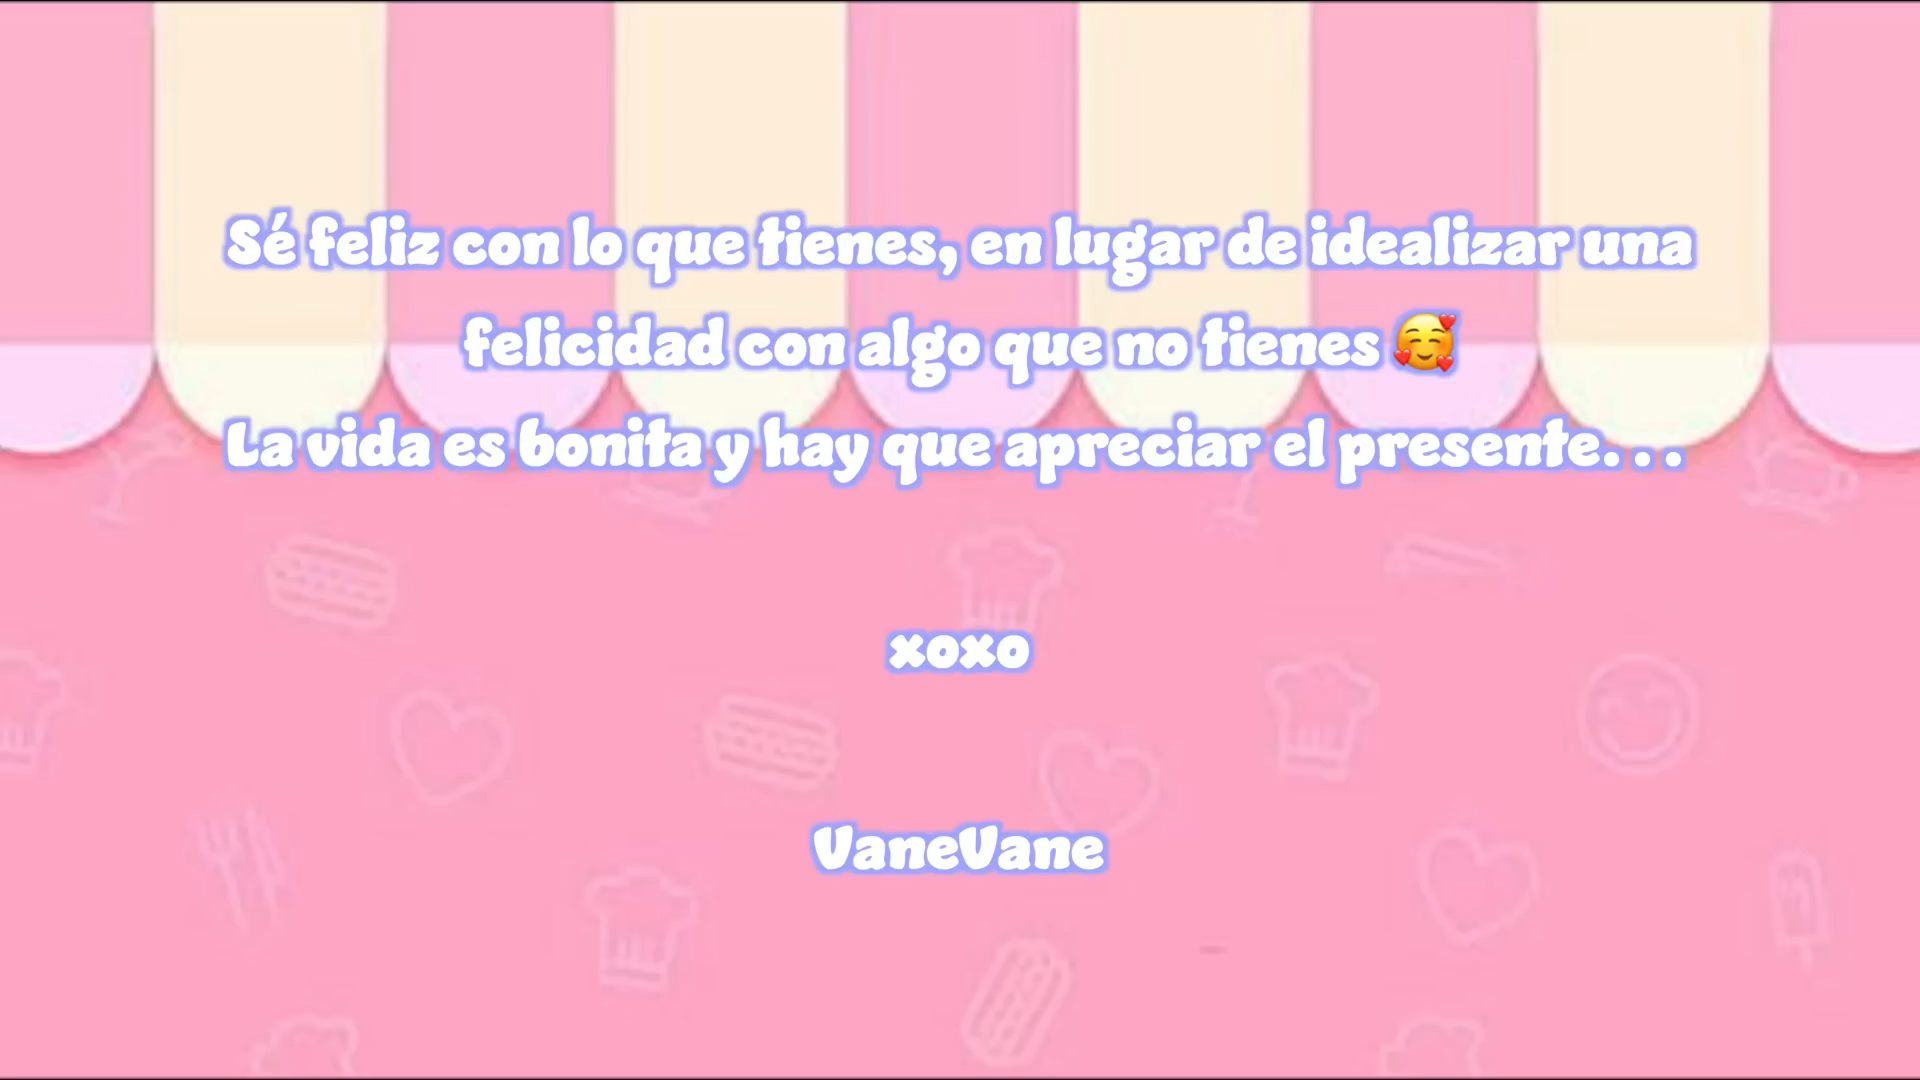 Sé feliz con lo que tienes, en lugar de idealizar una
felicidad con algo que no tienes 🥰
La vida es bonita y hay que apreciar el presente. . .
xoxo
VaneVane